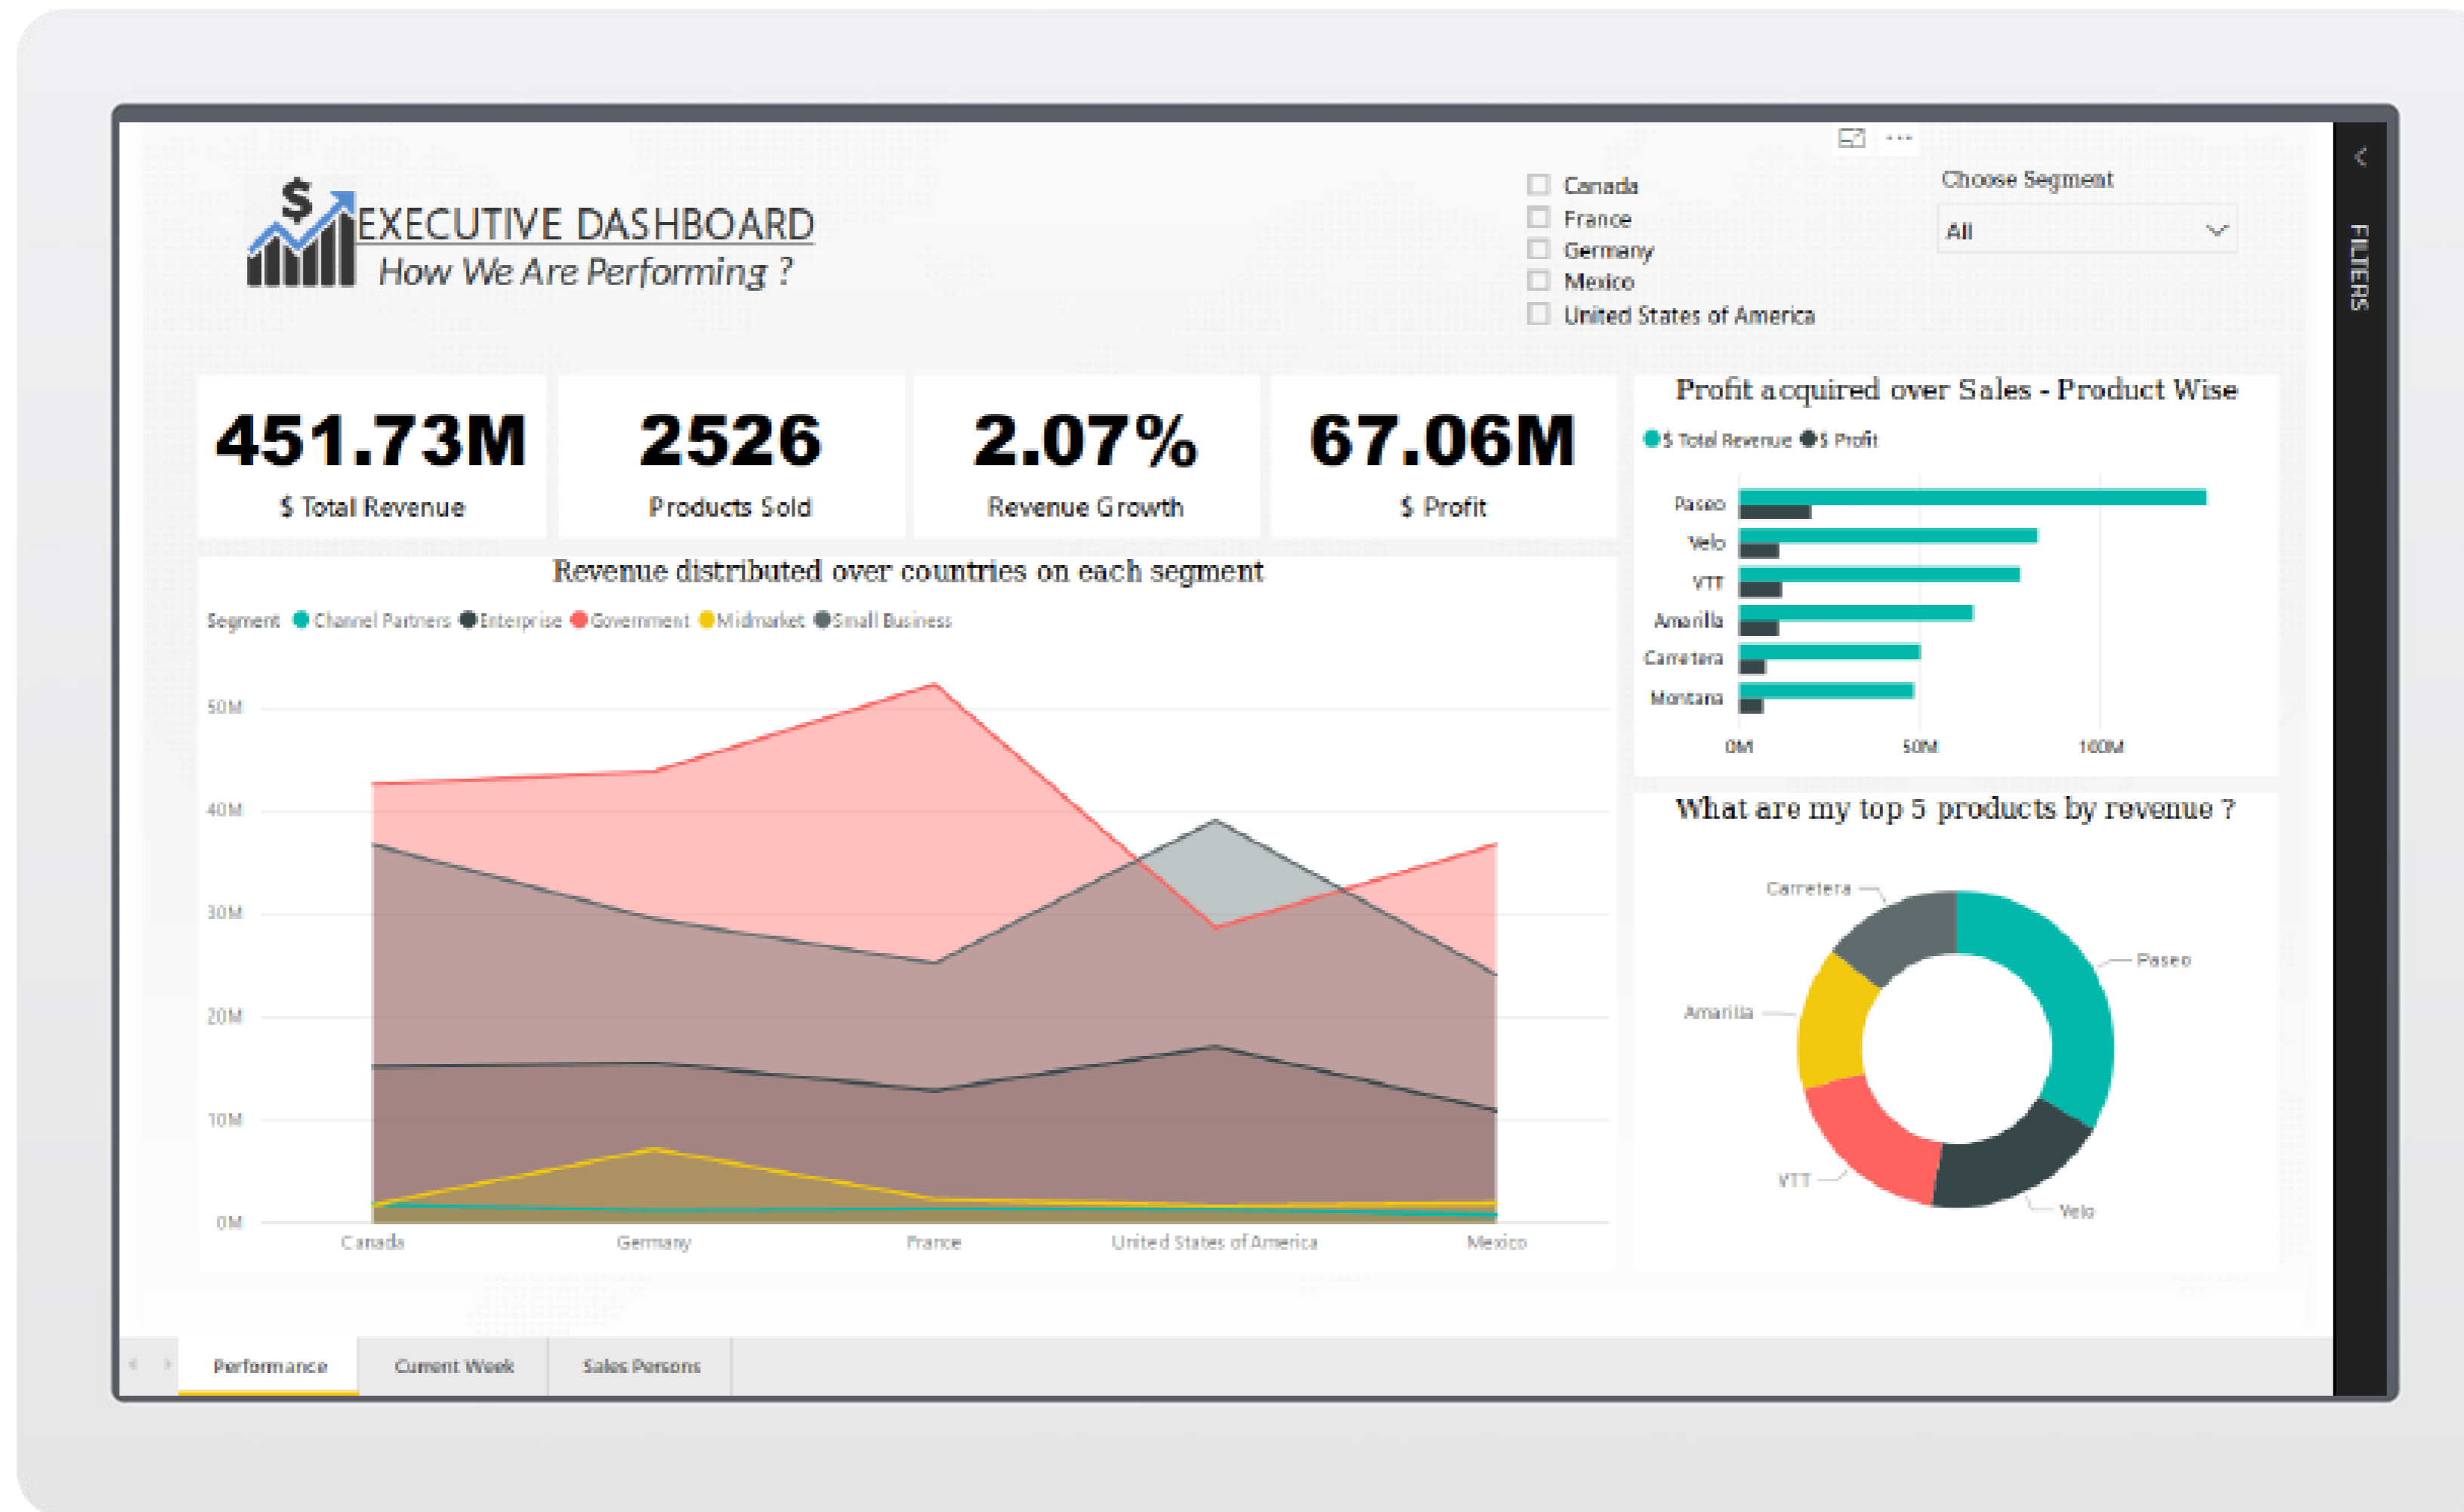 EXECUTIVE DASHBOARD
How We Are Performing ?
Canada
France
Germany
Mexico
United States of America
Choose Segment
All
FILTERS
451.73M
$ Total Revenue
2526
Products Sold
2.07%
Revenue Growth
67.06M
$ Profit
Revenue distributed over countries on each segment
Segment Channel Partners Enterprise Government Midmarket Small Business
50M
40M
30M
20M
10M
0M
Canada Germany France United States of America Mexico
Profit acquired over Sales - Product Wise
$ Total Revenue $ Profit
Paseo
Velo
VTT
Amarilla
Carretera
Montana
0M 50M 100M
What are my top 5 products by revenue ?
Carretera
Paseo
Amarilla
VTT
Velo
Performance Current Week Sales Persons